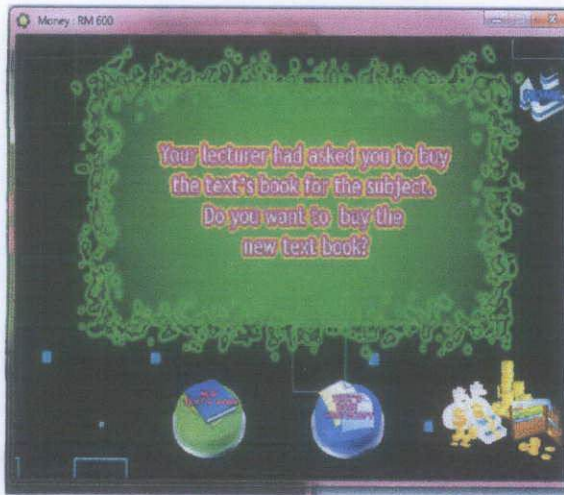 Money : RM 600
Your lecturer had asked you to buy
the text's book for the subject.
Do you want to buy the
new text book?